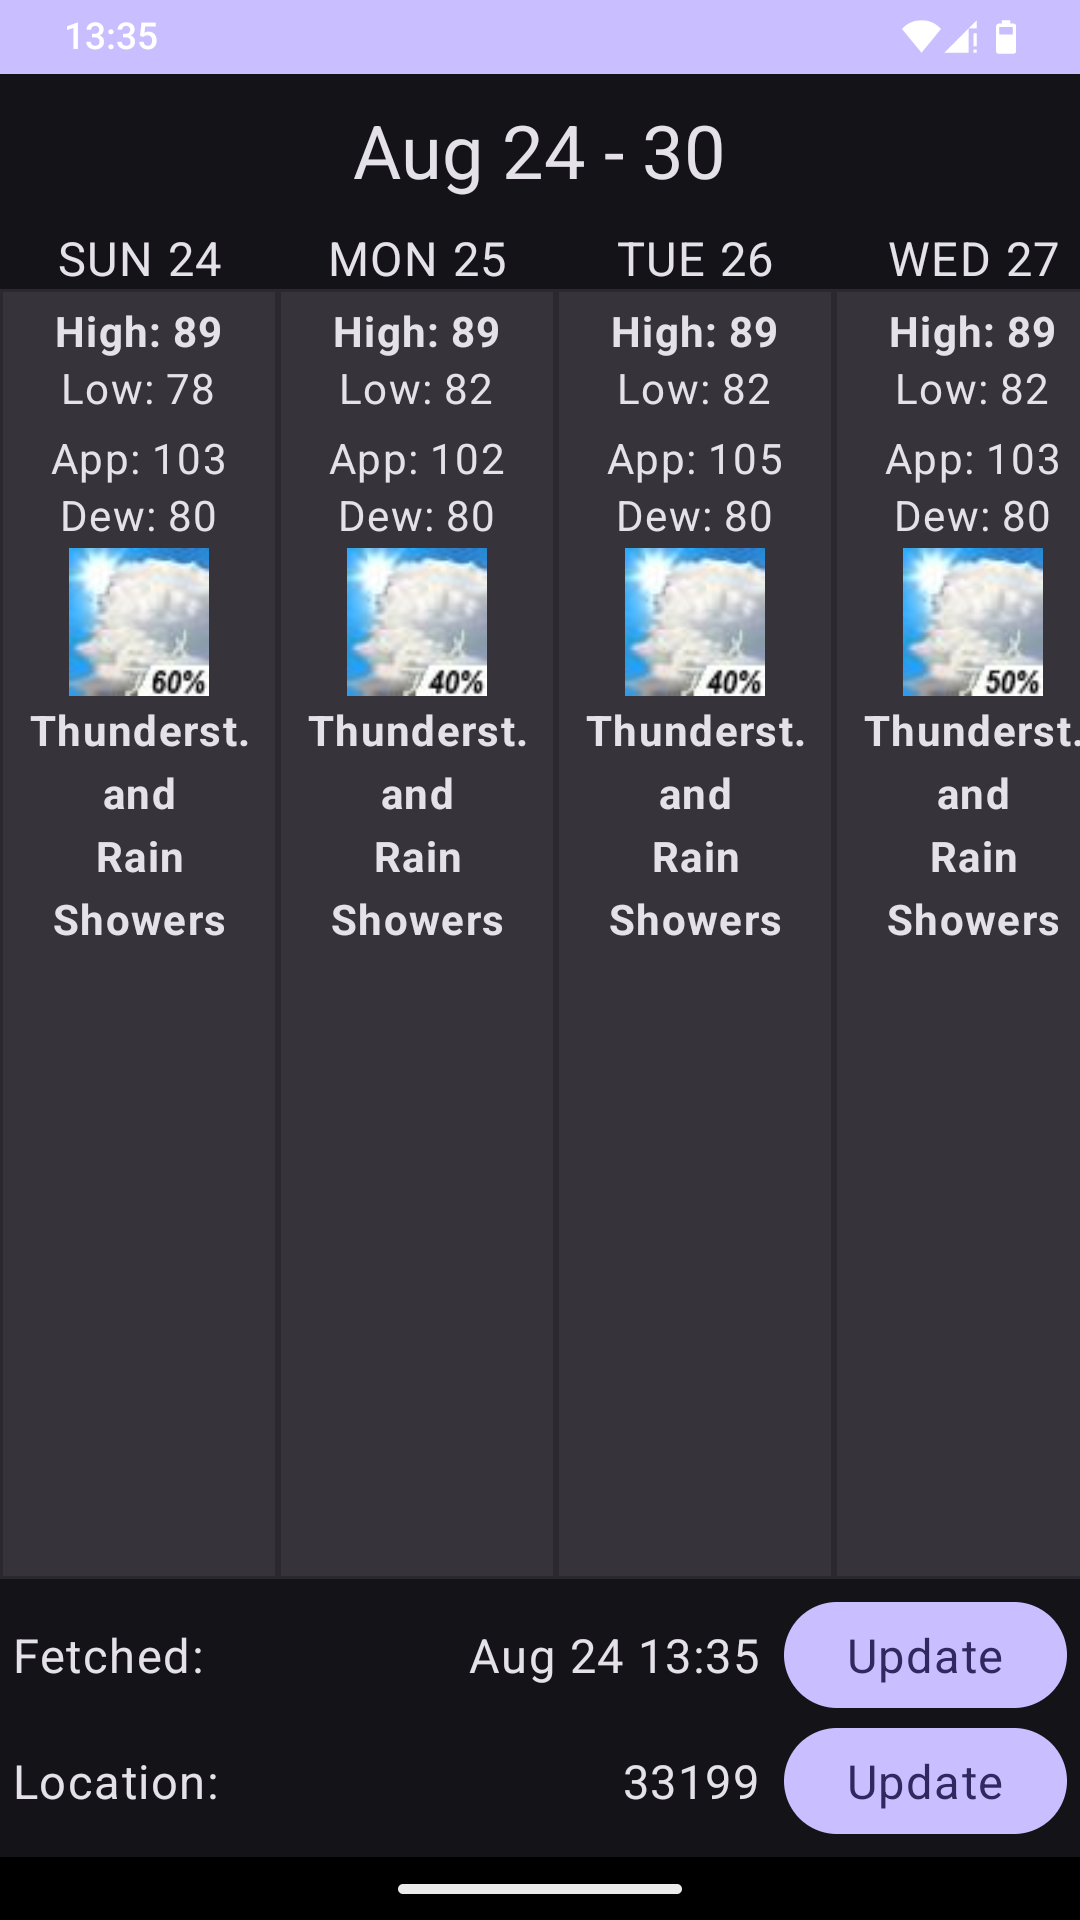 13:35
Aug 24 - 30
SUN 24 MON 25 TUE 26 WED 27
High: 89 High: 89 High: 89 High: 89
Low: 78 Low: 82 Low: 82 Low: 82
App: 103 App: 102 App: 105 App: 103
Dew: 80 Dew: 80 Dew: 80 Dew: 80
60% 40% 40% 50%
Thunderst. Thunderst. Thunderst. Thunderst.
and and and and
Rain Rain Rain Rain
Showers Showers Showers Showers
Fetched: Aug 24 13:35 Update
Location: 33199 Update